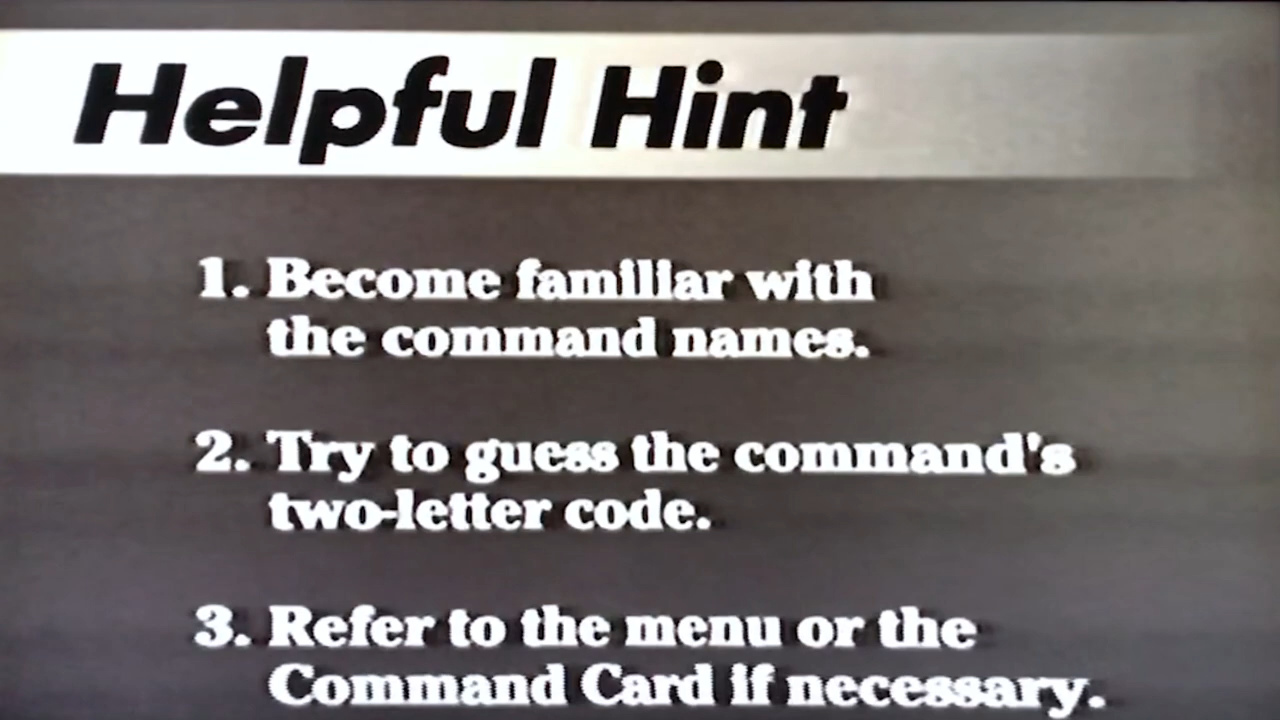 Helpful Hint
1. Become familiar with
the command names.
2. Try to guess the command's
two-letter code.
3. Refer to the menu or the
Command Card if necessary.